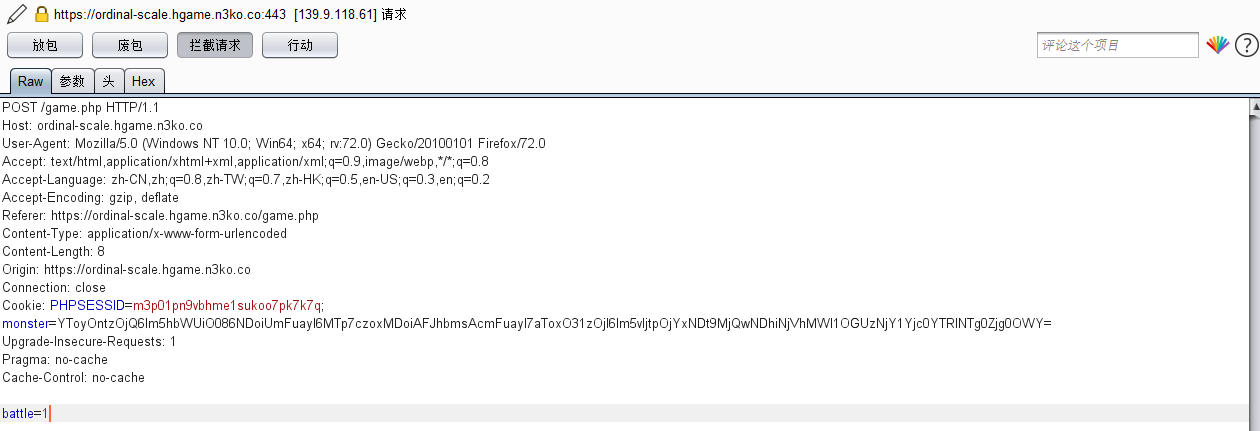 https://ordinal-scale.hgame.n3ko.co:443 [139.9.118.61] 请求
放包 废包 拦截请求 行动 评论这个项目 ?
Raw 参数 头 Hex
POST /game.php HTTP/1.1
Host: ordinal-scale.hgame.n3ko.co
User-Agent: Mozilla/5.0 (Windows NT 10.0; Win64; x64; rv:72.0) Gecko/20100101 Firefox/72.0
Accept: text/html,application/xhtml+xml,application/xml;q=0.9,image/webp,*/*;q=0.8
Accept-Language: zh-CN,zh;q=0.8,zh-TW;q=0.7,zh-HK;q=0.5,en-US;q=0.3,en;q=0.2
Accept-Encoding: gzip, deflate
Referer: https://ordinal-scale.hgame.n3ko.co/game.php
Content-Type: application/x-www-form-urlencoded
Content-Length: 8
Origin: https://ordinal-scale.hgame.n3ko.co
Connection: close
Cookie: PHPSESSID=m3p01pn9vbhme1sukoo7pk7k7q;
monster=YToyOntzOjQ6Im5hbWUiO086NDoiUmFuayI6MTp7czoxMDoiAFJhbmsAcmFuayI7aToxO31zOjI6Im5vIjtpOjYxNDt9MjQwNDhiNjVhMWI1OGUzNjY1Yjc0YTRlNTg0Zjg0OWY=
Upgrade-Insecure-Requests: 1
Pragma: no-cache
Cache-Control: no-cache
battle=1